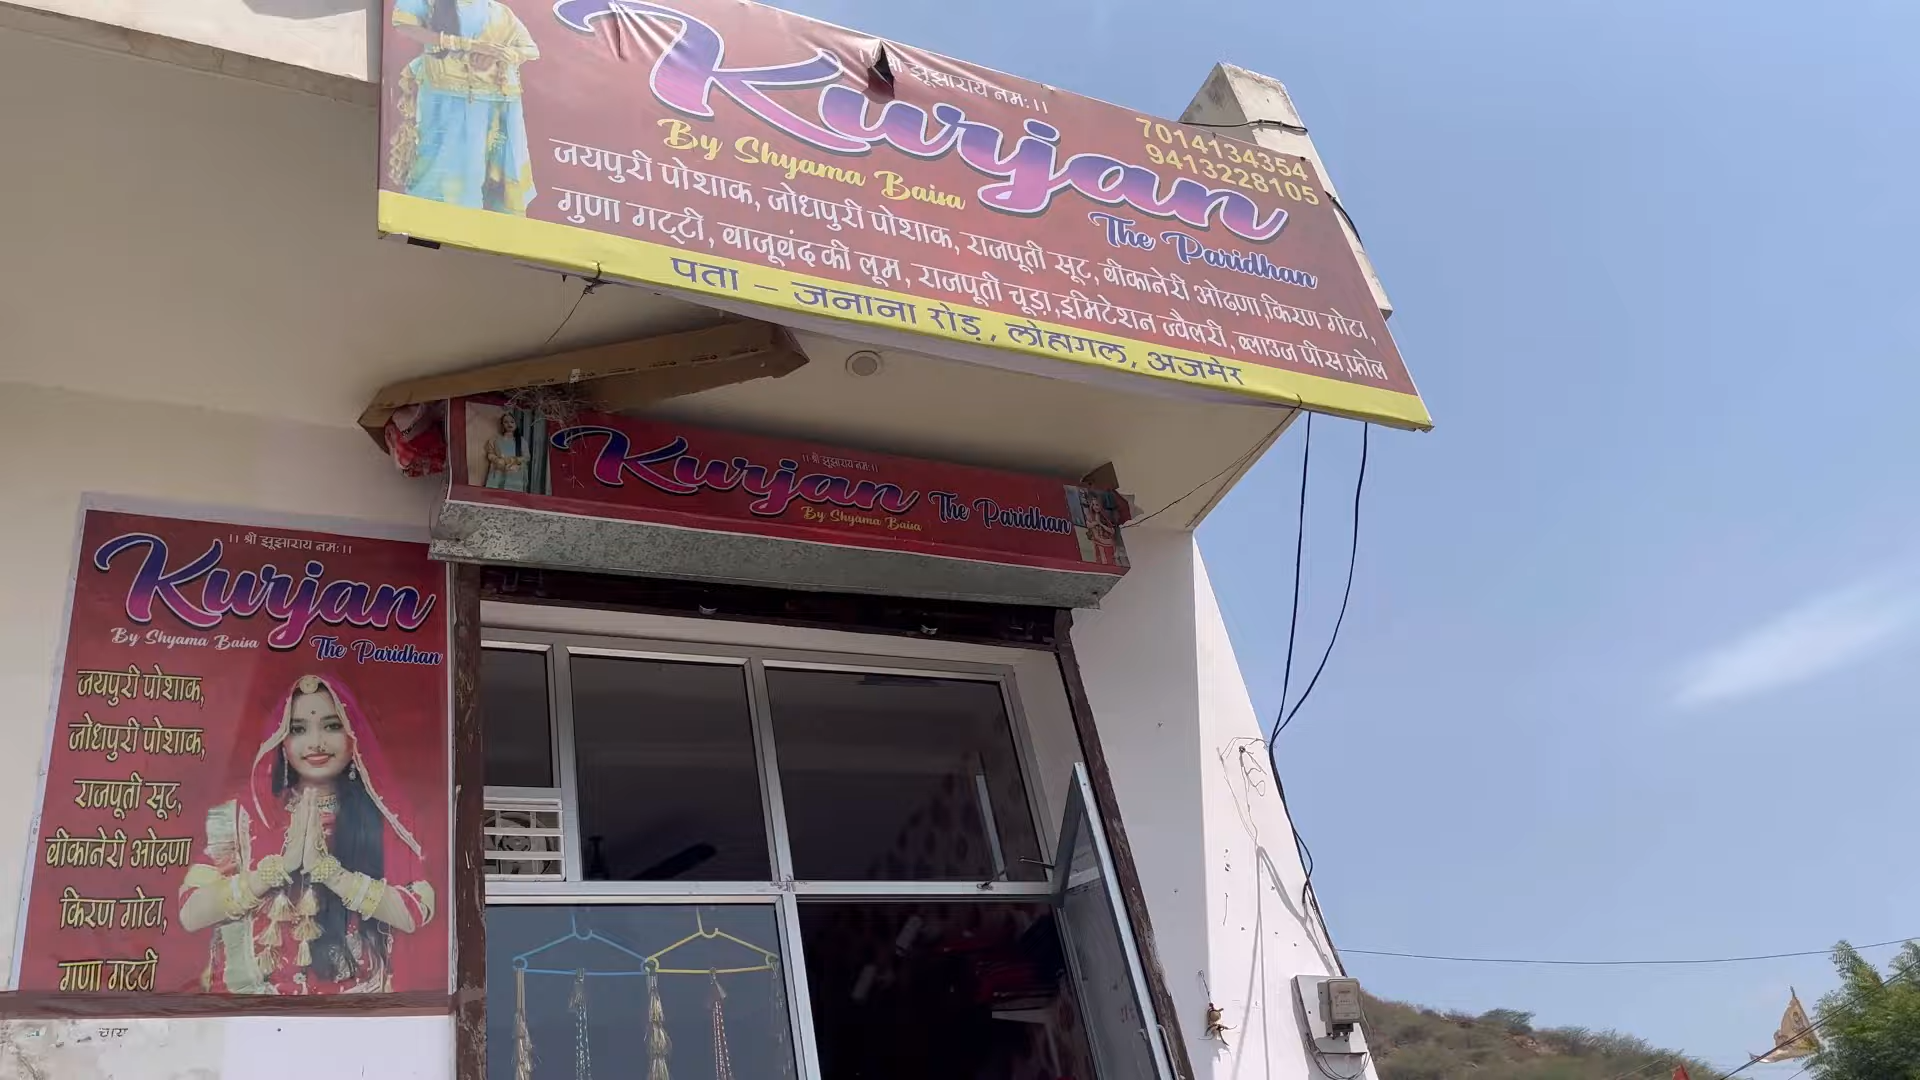 ।। श्री झूझाराय नमः ।।
Kurjan
By Shyama Baisa
The Paridhan
7014134354
9413228105
जयपुरी पोशाक, जोधपुरी पोशाक, राजपूती सूट, बीकानेरी ओढणा, किरण गोटा,
गुणा गट्टी, बाजूबंद की लूम, राजपूती चूड़ा, इमिटेशन ज्वैलरी, ब्लाउज पीस, फोल
पता – जनाना रोड़, लोहागल, अजमेर
।। श्री झूझाराय नमः ।।
Kurjan The Paridhan
By Shyama Baisa
।। श्री झूझाराय नमः ।।
Kurjan
By Shyama Baisa
The Paridhan
जयपुरी पोशाक,
जोधपुरी पोशाक,
राजपूती सूट,
बीकानेरी ओढ़णा
किरण गोटा,
गुणा गट्टी